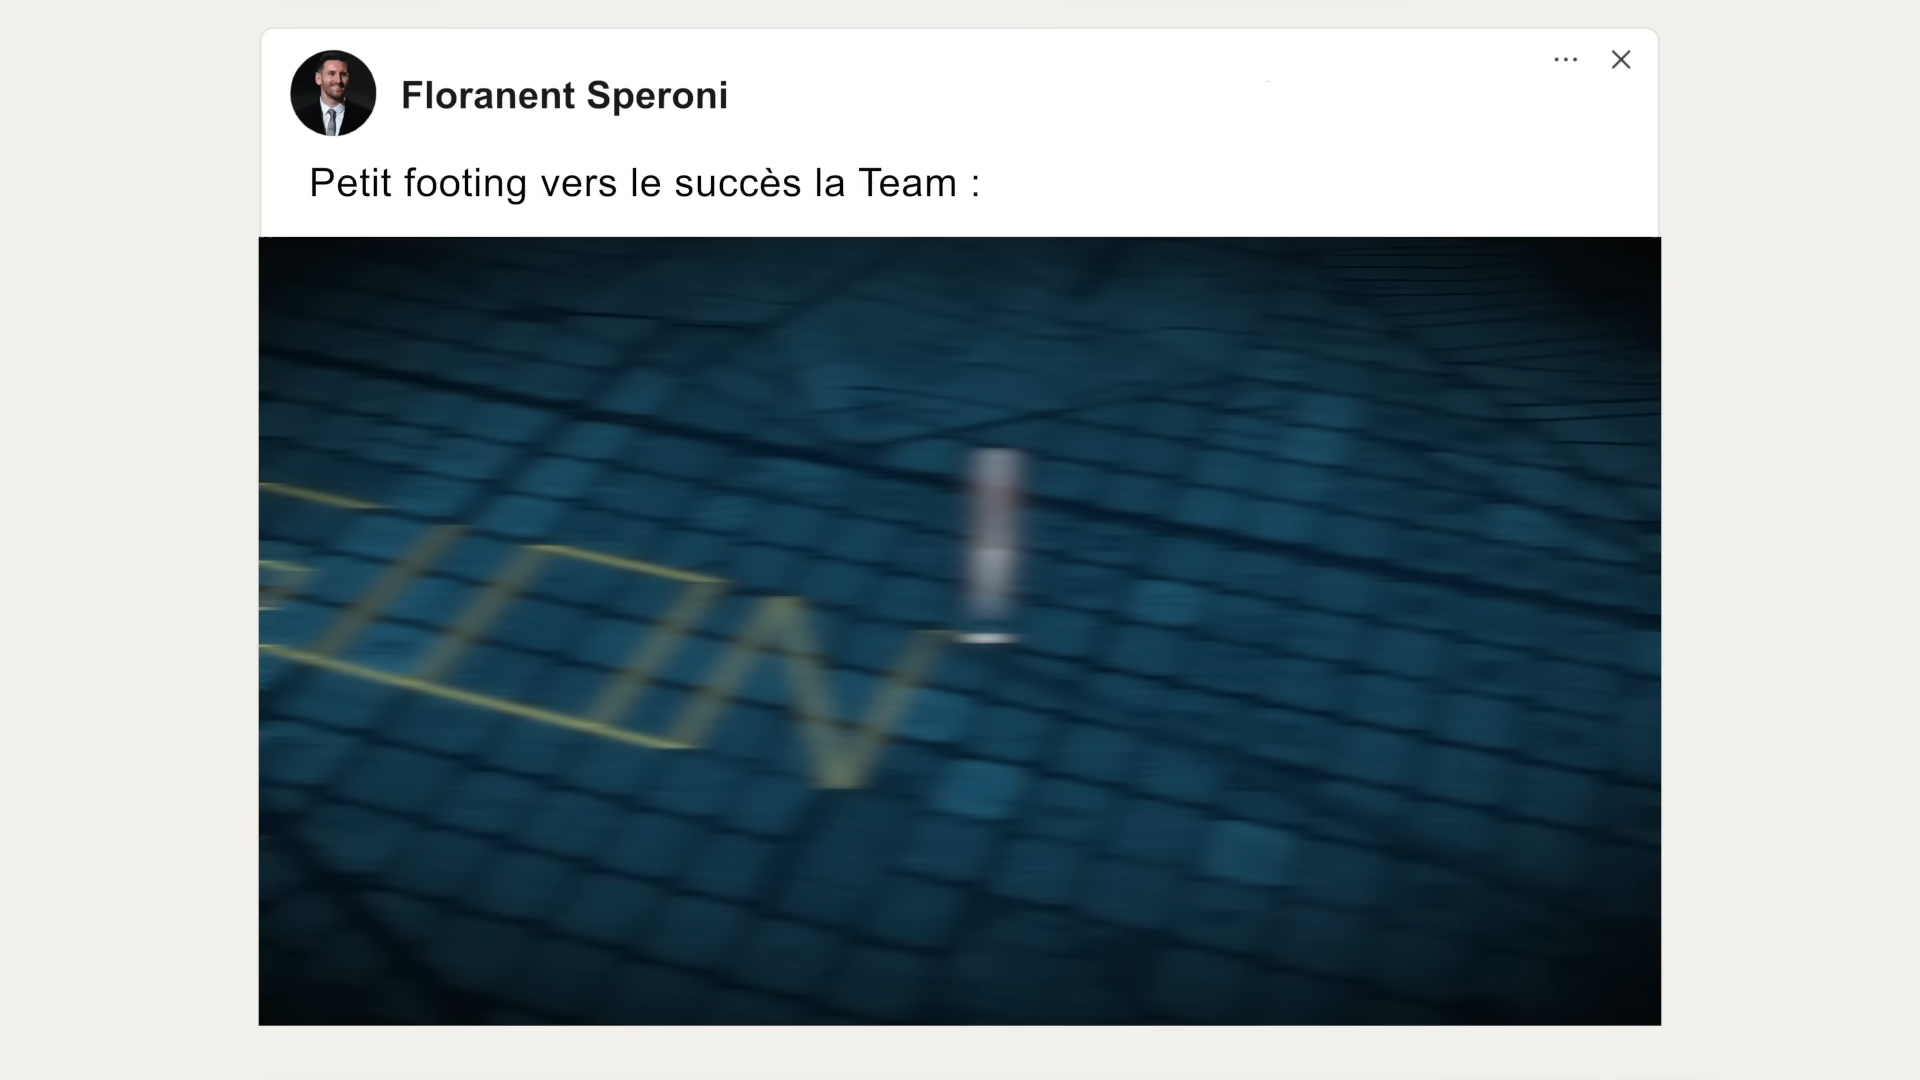 Floranent Speroni
Petit footing vers le succès la Team :